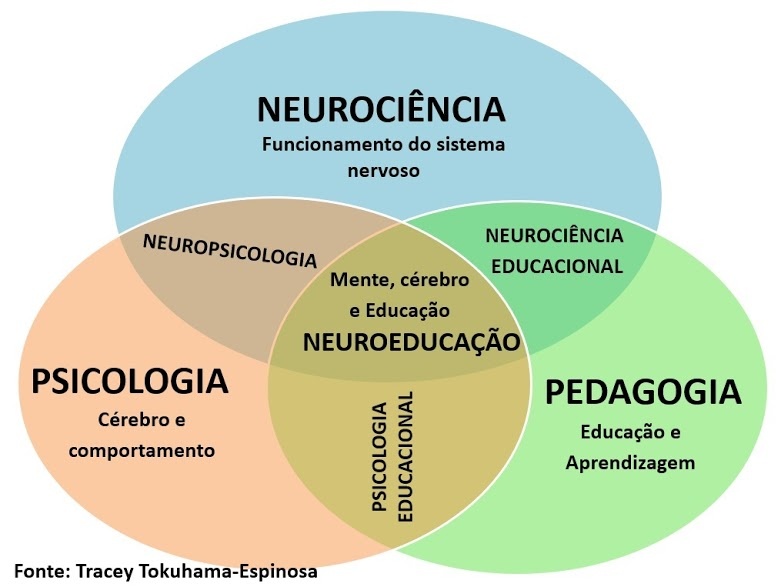 NEUROCIÊNCIA
Funcionamento do sistema
nervoso
NEUROPSICOLOGIA
NEUROCIÊNCIA
EDUCACIONAL
Mente, cérebro
e Educação
NEUROEDUCAÇÃO
PSICOLOGIA
Cérebro e
comportamento
PSICOLOGIA
EDUCACIONAL
PEDAGOGIA
Educação e
Aprendizagem
Fonte: Tracey Tokuhama-Espinosa